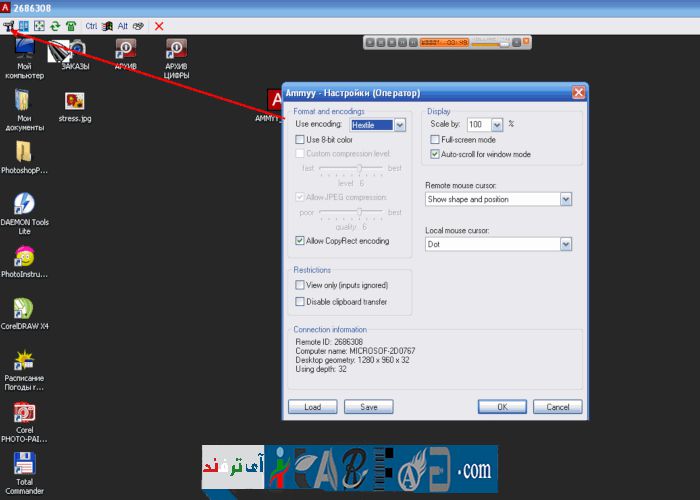 2686308
Ctrl
Alt
Мой компьютер
ЗАКАЗЫ
АРХИВ
АРХИВ ЦИФРЫ
Мои документы
stress.jpg
AMMYY_
PhotoshopP...
DAEMON Tools Lite
PhotoInstru...
CorelDRAW X4
Расписание Погоды г...
Corel PHOTO-PAI...
Total Commander
Ammyy - Настройки (Оператор)
Format and encodings
Use encoding: Hextile
Use 8-bit color
Custom compression level:
fast best
level 6
Allow JPEG compression:
poor best
quality 6
Allow CopyRect encoding
Restrictions
View only (inputs ignored)
Disable clipboard transfer
Display
Scale by: 100 %
Full-screen mode
Auto-scroll for window mode
Remote mouse cursor:
Show shape and position
Local mouse cursor:
Dot
Connection information
Remote ID: 2686308
Computer name: MICROSOF-2D0767
Desktop geometry: 1280 x 960 x 32
Using depth: 32
Load
Save
OK
Cancel
آی ترفند
.com